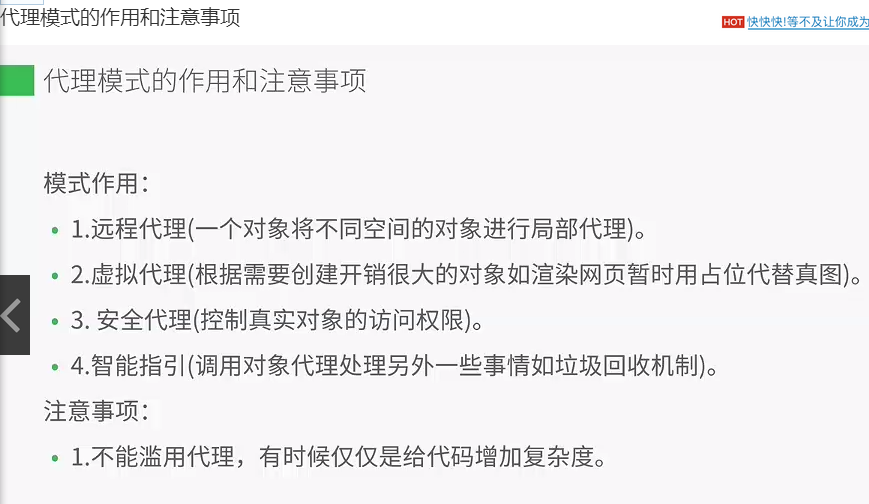 代理模式的作用和注意事项
HOT 快快快!等不及让你成为
代理模式的作用和注意事项
模式作用：
1.远程代理(一个对象将不同空间的对象进行局部代理)。
2.虚拟代理(根据需要创建开销很大的对象如渲染网页暂时用占位代替真图)。
3. 安全代理(控制真实对象的访问权限)。
4.智能指引(调用对象代理处理另外一些事情如垃圾回收机制)。
注意事项：
1.不能滥用代理，有时候仅仅是给代码增加复杂度。